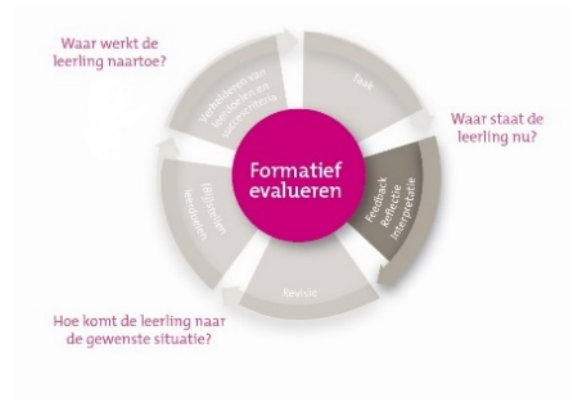 Waar werkt de
leerling naartoe?
Verhelderen van
leerdoelen en
succescriteria
Taak
Waar staat de
leerling nu?
Formatief
evalueren
Feedback
Reflectie
Interpretatie
(Bij)stellen
leerdoelen
Revisie
Hoe komt de leerling naar
de gewenste situatie?